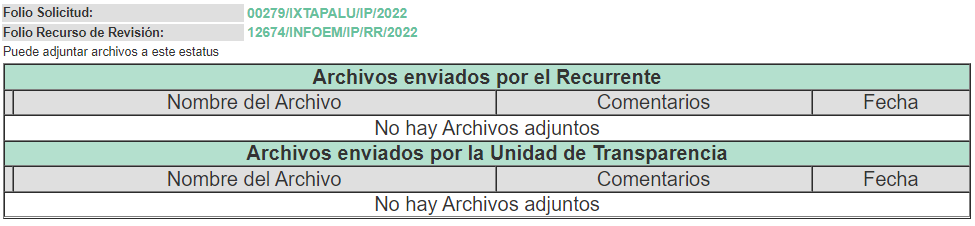 Folio Solicitud: 00279/IXTAPALU/IP/2022
Folio Recurso de Revisión: 12674/INFOEM/IP/RR/2022
Puede adjuntar archivos a este estatus
Archivos enviados por el Recurrente
Nombre del Archivo Comentarios Fecha
No hay Archivos adjuntos
Archivos enviados por la Unidad de Transparencia
Nombre del Archivo Comentarios Fecha
No hay Archivos adjuntos